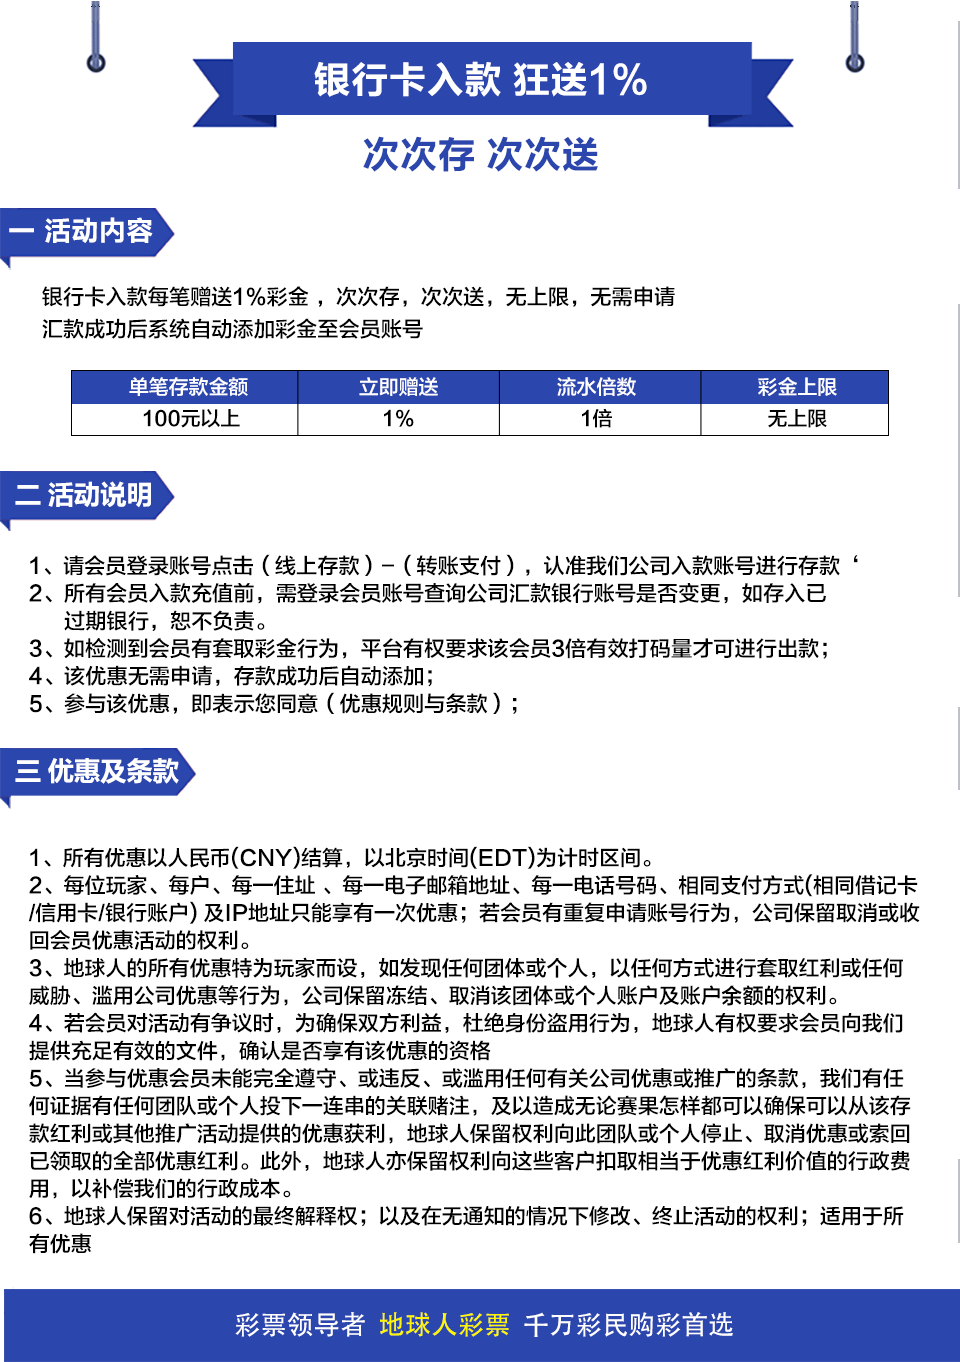 银行卡入款 狂送1%
次次存 次次送
一 活动内容
银行卡入款每笔赠送1%彩金，次次存，次次送，无上限，无需申请
汇款成功后系统自动添加彩金至会员账号
单笔存款金额 立即赠送 流水倍数 彩金上限
100元以上 1% 1倍 无上限
二 活动说明
1、请会员登录账号点击（线上存款）-（转账支付），认准我们公司入款账号进行存款‘
2、所有会员入款充值前，需登录会员账号查询公司汇款银行账号是否变更，如存入已
过期银行，恕不负责。
3、如检测到会员有套取彩金行为，平台有权要求该会员3倍有效打码量才可进行出款；
4、该优惠无需申请，存款成功后自动添加；
5、参与该优惠，即表示您同意（优惠规则与条款）；
三 优惠及条款
1、所有优惠以人民币(CNY)结算，以北京时间(EDT)为计时区间。
2、每位玩家、每户、每一住址 、每一电子邮箱地址、每一电话号码、相同支付方式(相同借记卡
/信用卡/银行账户) 及IP地址只能享有一次优惠；若会员有重复申请账号行为，公司保留取消或收
回会员优惠活动的权利。
3、地球人的所有优惠特为玩家而设，如发现任何团体或个人，以任何方式进行套取红利或任何
威胁、滥用公司优惠等行为，公司保留冻结、取消该团体或个人账户及账户余额的权利。
4、若会员对活动有争议时，为确保双方利益，杜绝身份盗用行为，地球人有权要求会员向我们
提供充足有效的文件，确认是否享有该优惠的资格
5、当参与优惠会员未能完全遵守、或违反、或滥用任何有关公司优惠或推广的条款，我们有任
何证据有任何团队或个人投下一连串的关联赌注，及以造成无论赛果怎样都可以确保可以从该存
款红利或其他推广活动提供的优惠获利，地球人保留权利向此团队或个人停止、取消优惠或索回
已领取的全部优惠红利。此外，地球人亦保留权利向这些客户扣取相当于优惠红利价值的行政费
用，以补偿我们的行政成本。
6、地球人保留对活动的最终解释权；以及在无通知的情况下修改、终止活动的权利；适用于所
有优惠
彩票领导者 地球人彩票 千万彩民购彩首选